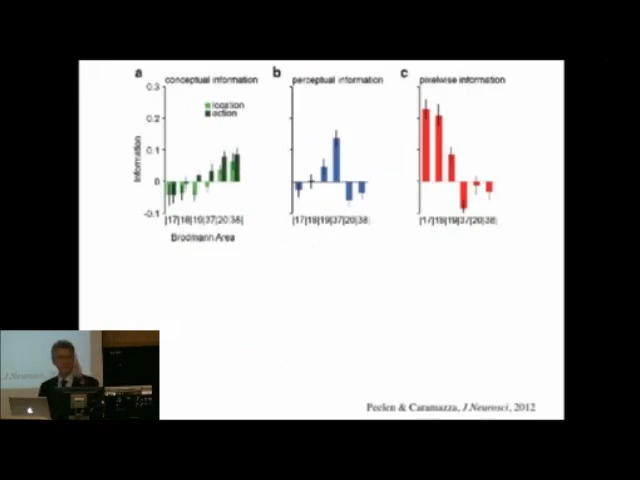 a conceptual information
b perceptual information
c pixelwise information
0.3
0.2
0.1
0
-0.1
Information
location
action
|17|18|19|37|20|38|
|17|18|19|37|20|38|
|17|18|19|37|20|38|
Brodmann Area
J.Neurosci,
Peelen & Caramazza, J.Neurosci, 2012